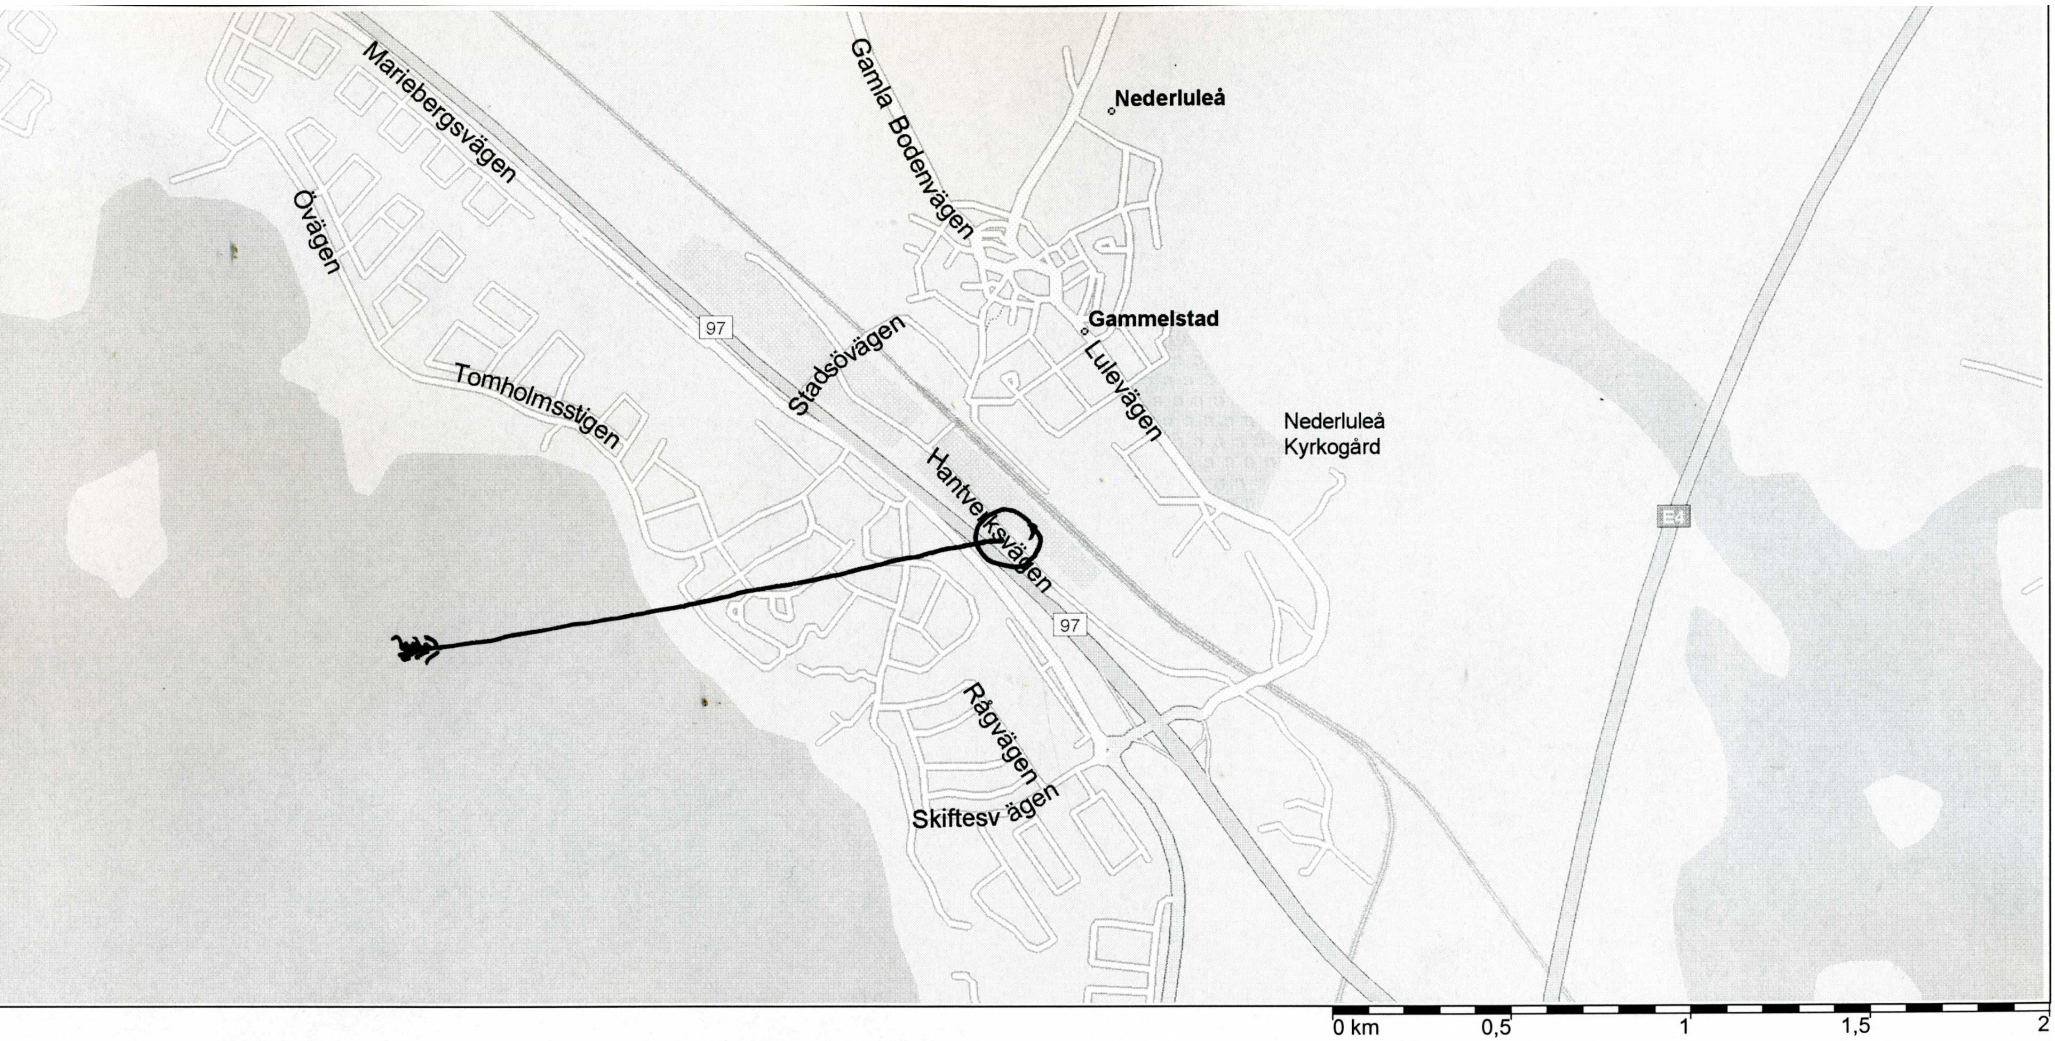 Mariebergsvägen
Gamla Bodenvägen
Nederluleå
Övägen
97
Stadsövägen
Gammelstad
Lulevägen
Tomholmsstigen
Nederluleå
Kyrkogård
Hantverksvägen
E4
97
Rågvägen
Skiftesv ägen
0 km 0,5 1 1,5 2